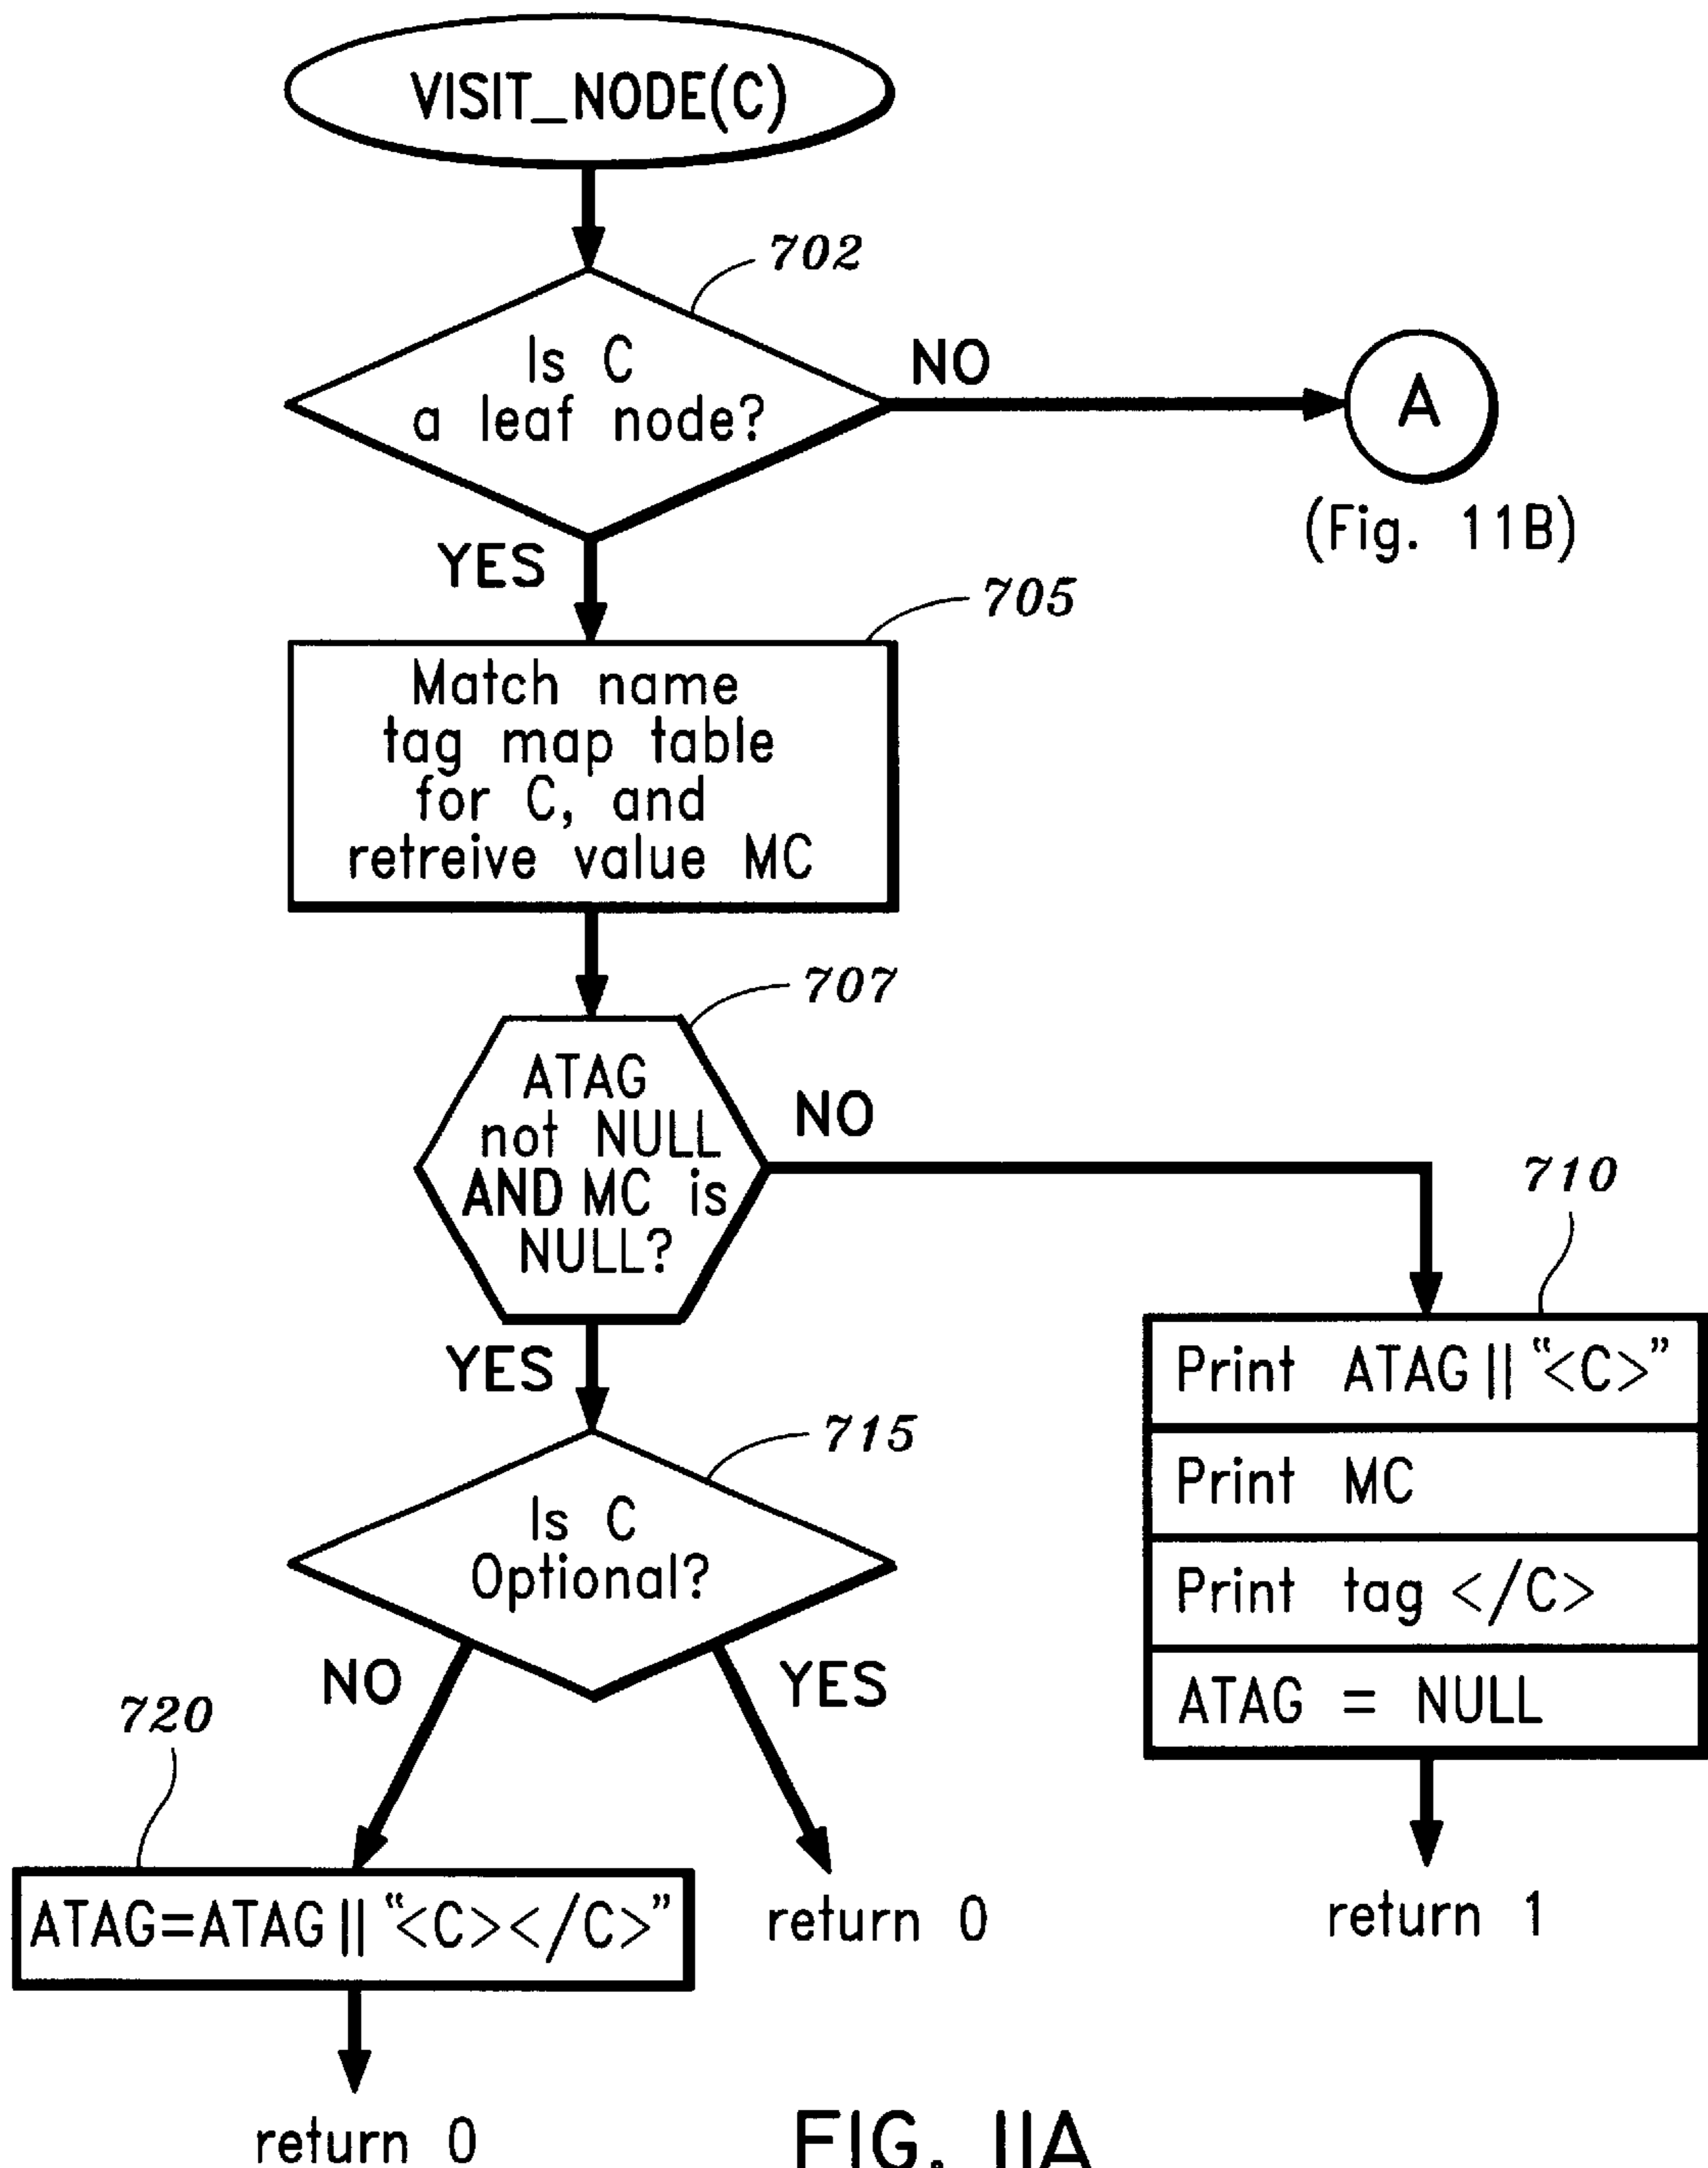 VISIT_NODE(C)
702
Is C
a leaf node?
NO
A
(Fig. 11B)
YES
705
Match name
tag map table
for C, and
retreive value MC
707
ATAG
not NULL
AND MC is
NULL?
NO
710
Print ATAG||“<C>”
Print MC
Print tag </C>
ATAG = NULL
return 1
YES
715
Is C
Optional?
NO
YES
720
ATAG=ATAG||“<C></C>”
return 0
return 0
FIG. 11A